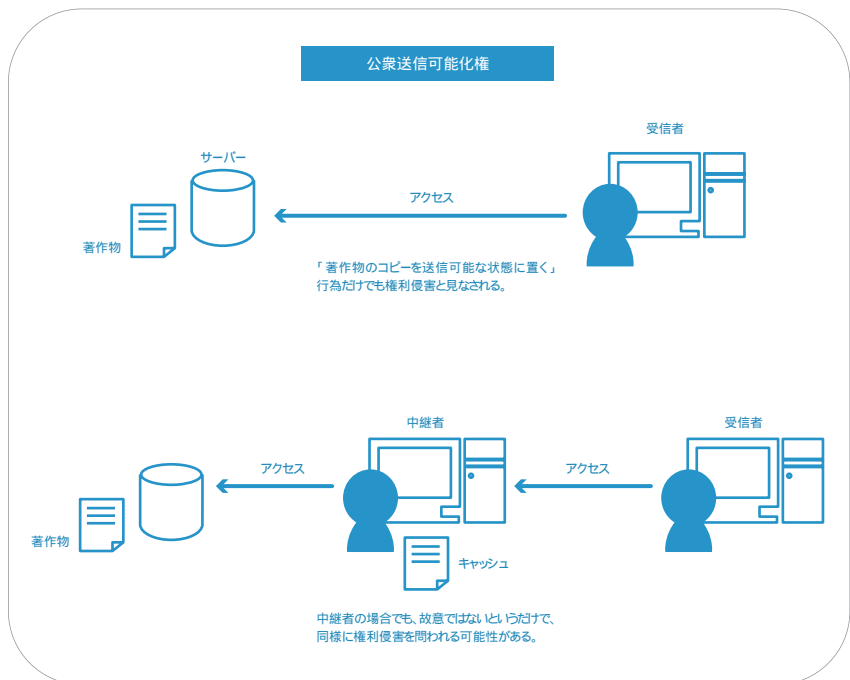 公衆送信可能化権
受信者
サーバー
アクセス
著作物
「著作物のコピーを送信可能な状態に置く」
行為だけでも権利侵害と見なされる。
中継者
受信者
アクセス
アクセス
著作物
キャッシュ
中継者の場合でも、故意ではないというだけで、
同様に権利侵害を問われる可能性がある。